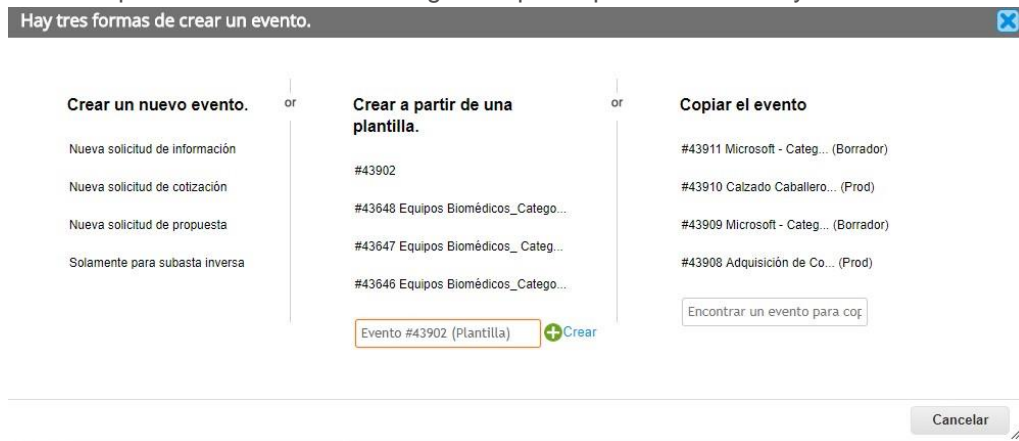 Hay tres formas de crear un evento.
Crear un nuevo evento.
Nueva solicitud de información
Nueva solicitud de cotización
Nueva solicitud de propuesta
Solamente para subasta inversa
or
Crear a partir de una
plantilla.
#43902
#43648 Equipos Biomédicos_Catego...
#43647 Equipos Biomédicos_ Categ...
#43646 Equipos Biomédicos_Catego...
Evento #43902 (Plantilla)
Crear
or
Copiar el evento
#43911 Microsoft - Categ... (Borrador)
#43910 Calzado Caballero... (Prod)
#43909 Microsoft - Categ... (Borrador)
#43908 Adquisición de Co... (Prod)
Encontrar un evento para cop
Cancelar